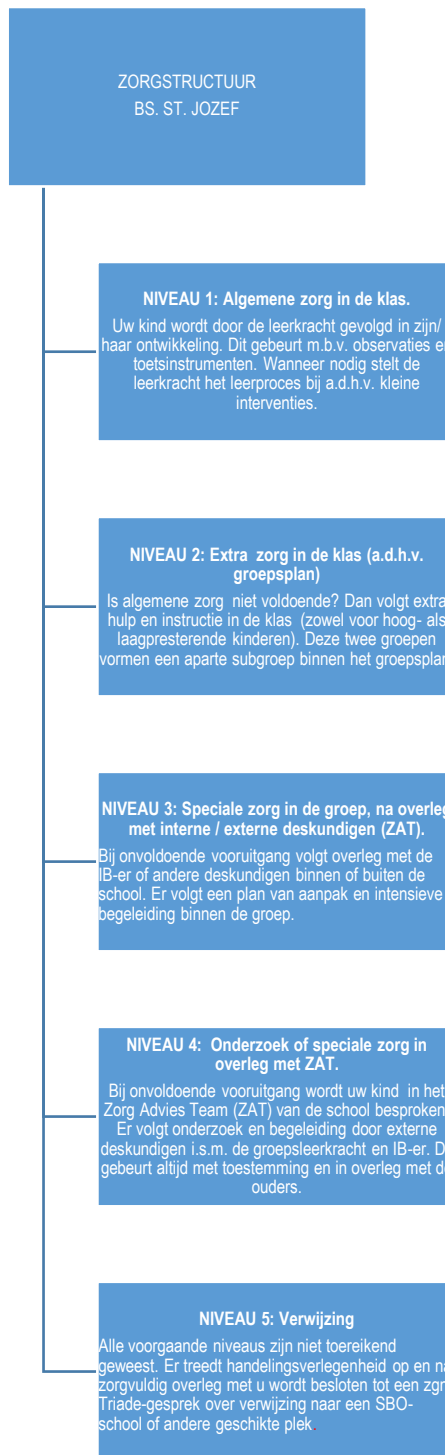 ZORGSTRUCTUUR
BS. ST. JOZEF
NIVEAU 1: Algemene zorg in de klas.
Uw kind wordt door de leerkracht gevolgd in zijn/
haar ontwikkeling. Dit gebeurt m.b.v. observaties en
toetsinstrumenten. Wanneer nodig stelt de
leerkracht het leerproces bij a.d.h.v. kleine
interventies.
NIVEAU 2: Extra zorg in de klas (a.d.h.v.
groepsplan)
Is algemene zorg niet voldoende? Dan volgt extra
hulp en instructie in de klas (zowel voor hoog- als
laagpresterende kinderen). Deze twee groepen
vormen een aparte subgroep binnen het groepsplan
NIVEAU 3: Speciale zorg in de groep, na overleg
met interne / externe deskundigen (ZAT).
Bij onvoldoende vooruitgang volgt overleg met de
IB-er of andere deskundigen binnen of buiten de
school. Er volgt een plan van aanpak en intensieve
begeleiding binnen de groep.
NIVEAU 4: Onderzoek of speciale zorg in
overleg met ZAT.
Bij onvoldoende vooruitgang wordt uw kind in het
Zorg Advies Team (ZAT) van de school besproken
Er volgt onderzoek en begeleiding door externe
deskundigen i.s.m. de groepsleerkracht en IB-er.
gebeurt altijd met toestemming en in overleg met de
ouders.
NIVEAU 5: Verwijzing
Alle voorgaande niveaus zijn niet toereikend
geweest. Er treedt handelingsverlegenheid op en na
zorgvuldig overleg met u wordt besloten tot een zgn
Triade-gesprek over verwijzing naar een SBO-
school of andere geschikte plek.